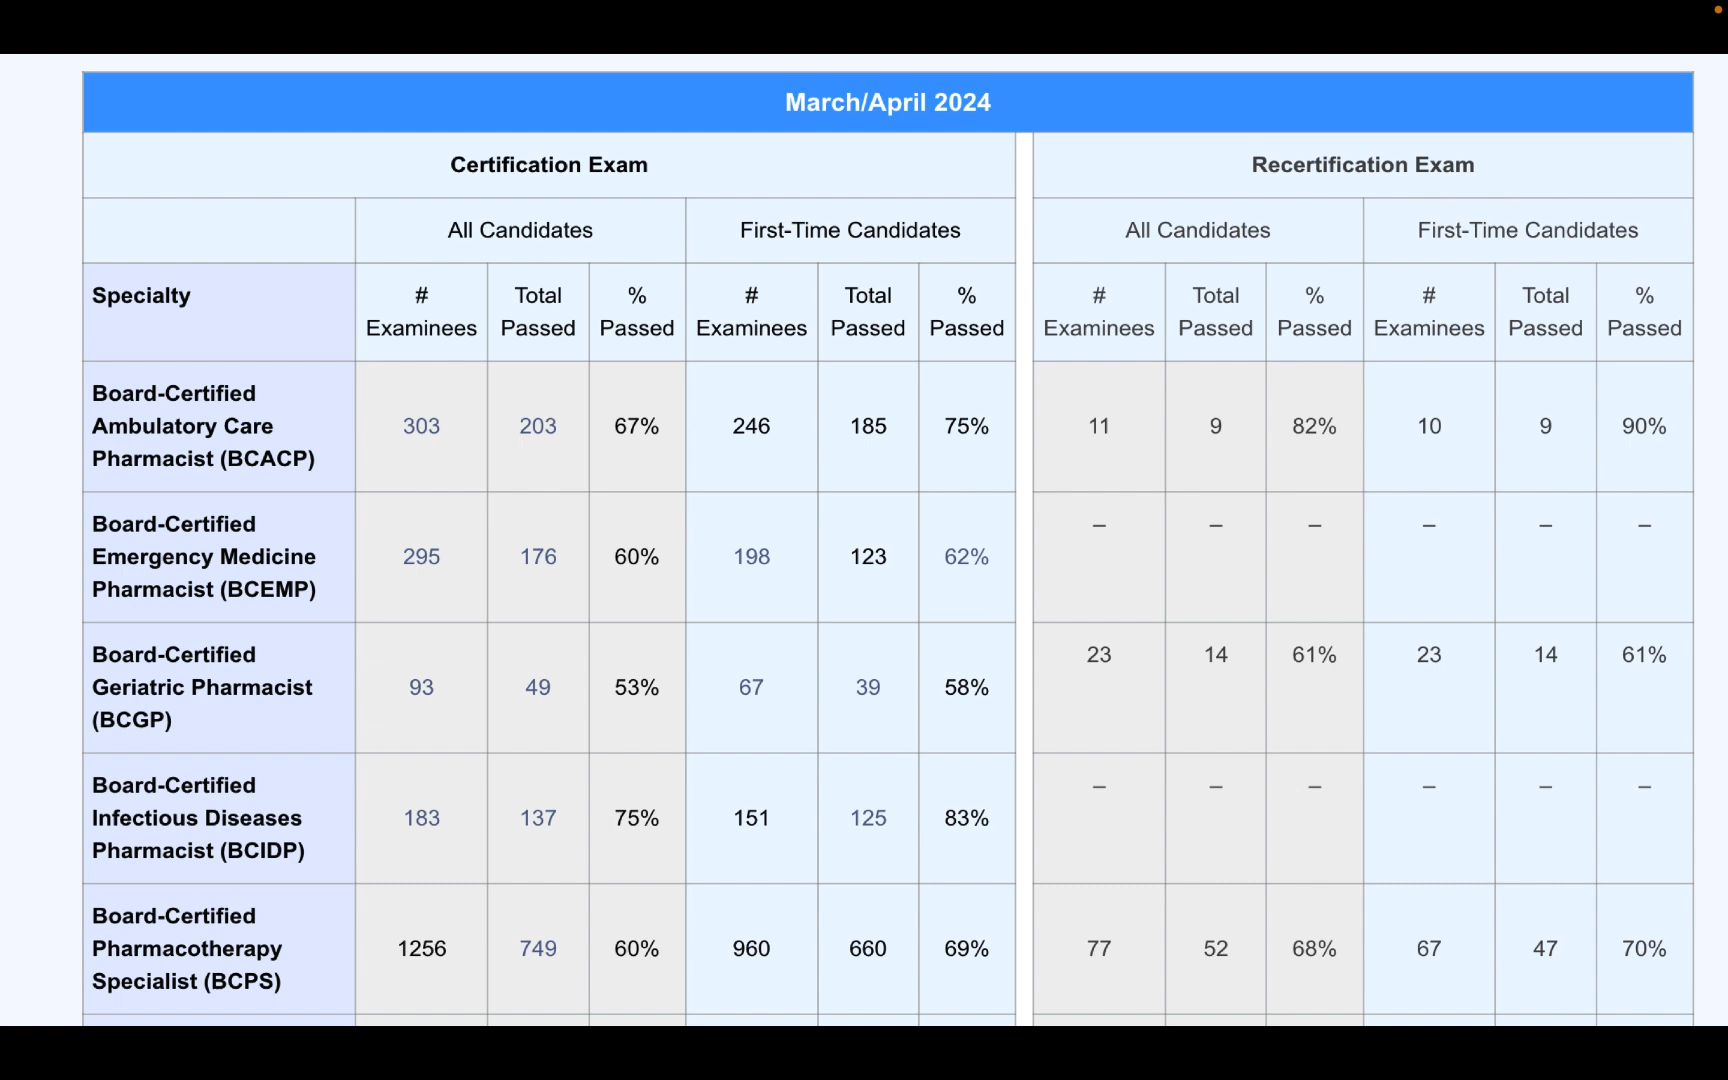 March/April 2024
Certification Exam Recertification Exam
All Candidates First-Time Candidates All Candidates First-Time Candidates
Specialty # Total % # Total % # Total % # Total %
Examinees Passed Passed Examinees Passed Passed Examinees Passed Passed Examinees Passed Passed
Board-Certified
Ambulatory Care 303 203 67% 246 185 75% 11 9 82% 10 9 90%
Pharmacist (BCACP)
Board-Certified – – – – – –
Emergency Medicine 295 176 60% 198 123 62%
Pharmacist (BCEMP)
Board-Certified 23 14 61% 23 14 61%
Geriatric Pharmacist 93 49 53% 67 39 58%
(BCGP)
Board-Certified – – – – – –
Infectious Diseases 183 137 75% 151 125 83%
Pharmacist (BCIDP)
Board-Certified
Pharmacotherapy 1256 749 60% 960 660 69% 77 52 68% 67 47 70%
Specialist (BCPS)